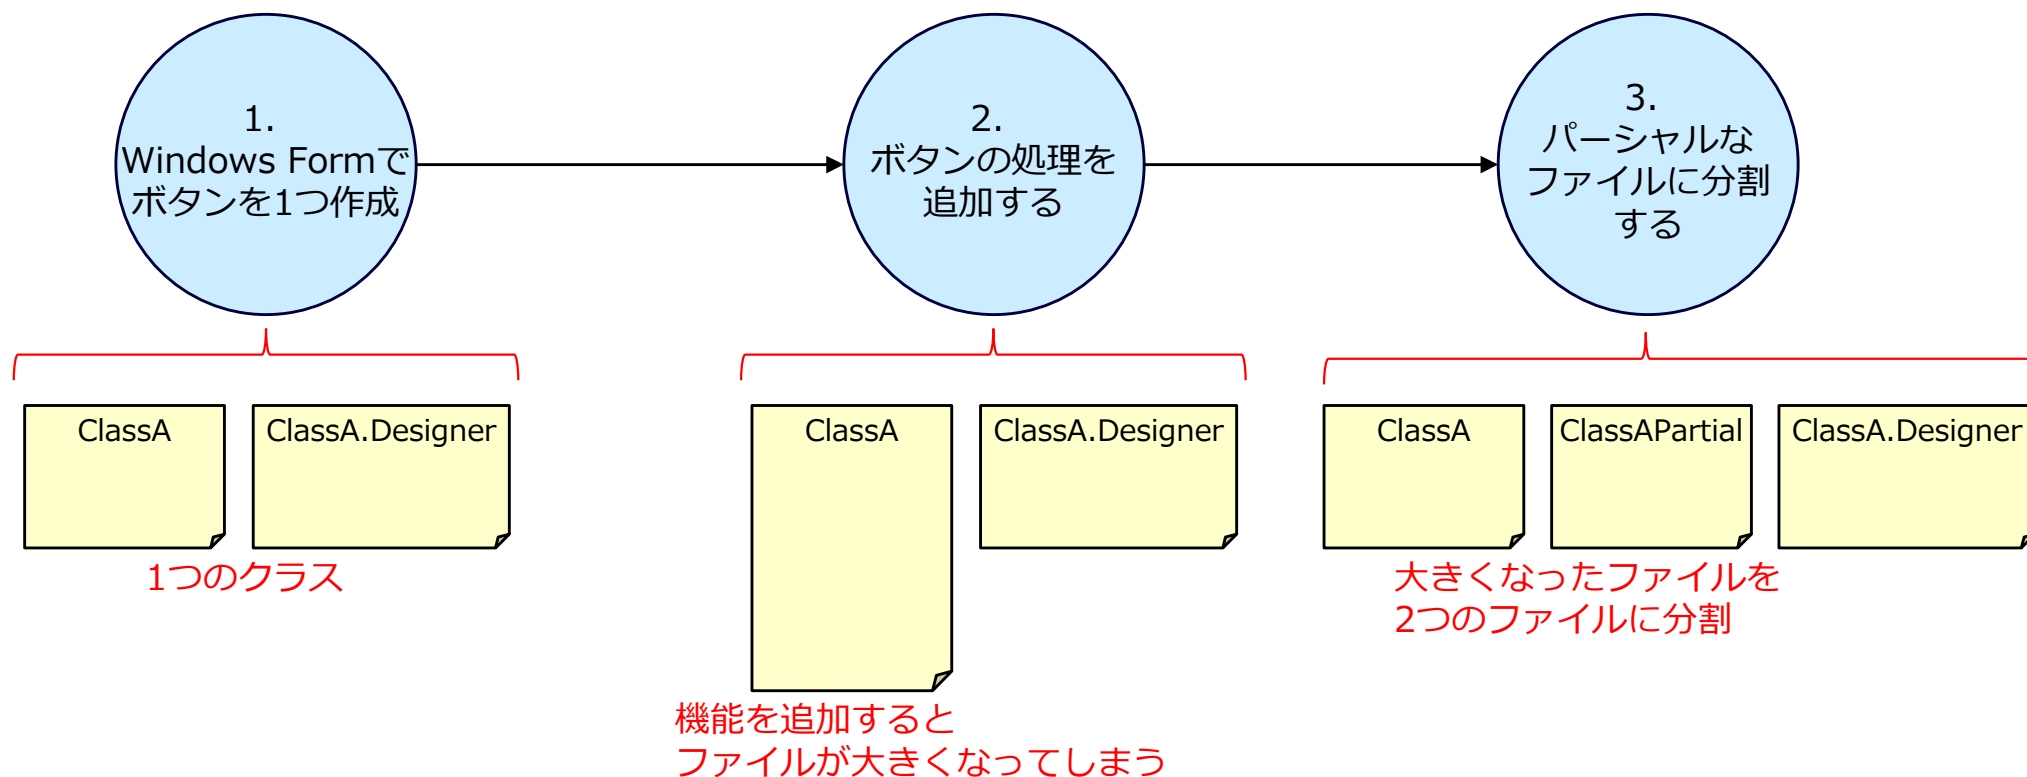 1.
Windows Formで
ボタンを1つ作成
2.
ボタンの処理を
追加する
3.
パーシャルな
ファイルに分割
する
ClassA
ClassA.Designer
1つのクラス
ClassA
ClassA.Designer
機能を追加すると
ファイルが大きくなってしまう
ClassA
ClassAPartial
ClassA.Designer
大きくなったファイルを
2つのファイルに分割